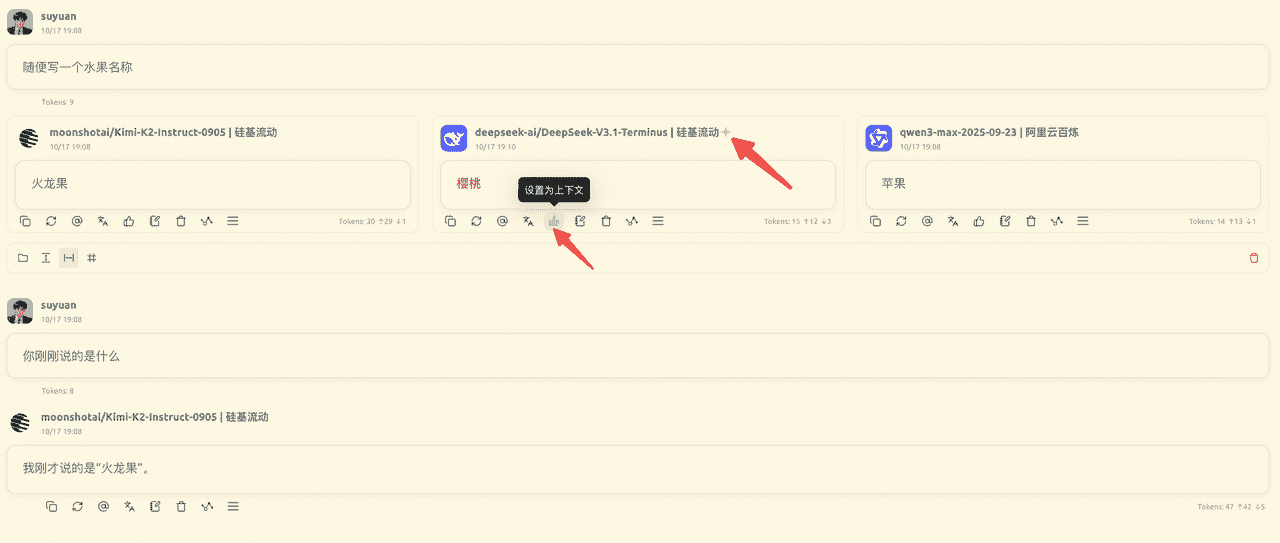 suyuan
10/17 19:08
随便写一个水果名称
Tokens: 9
moonshotai/Kimi-K2-Instruct-0905 | 硅基流动
10/17 19:08
火龙果
Tokens: 30 ↑29 ↓1
deepseek-ai/DeepSeek-V3.1-Terminus | 硅基流动
10/17 19:10
樱桃
设置为上下文
Tokens: 15 ↑12 ↓3
qwen3-max-2025-09-23 | 阿里云百炼
10/17 19:08
苹果
Tokens: 14 ↑13 ↓1
suyuan
10/17 19:08
你刚刚说的是什么
Tokens: 8
moonshotai/Kimi-K2-Instruct-0905 | 硅基流动
10/17 19:08
我刚才说的是“火龙果”。
Tokens: 47 ↑42 ↓5